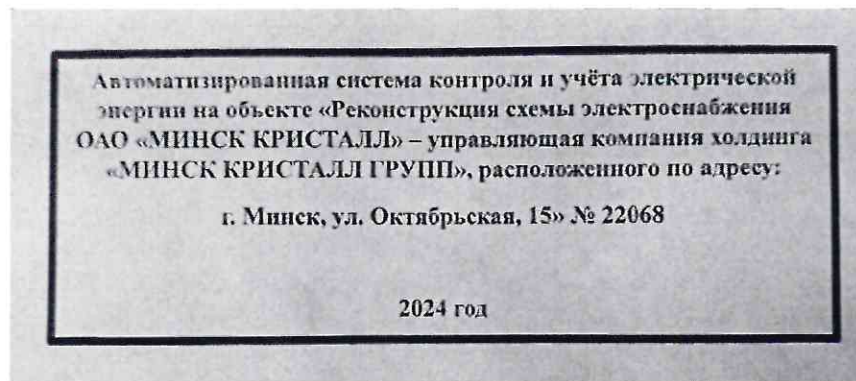 Автоматизированная система контроля и учёта электрической
энергии на объекте «Реконструкция схемы электроснабжения
ОАО «МИНСК КРИСТАЛЛ» – управляющая компания холдинга
«МИНСК КРИСТАЛЛ ГРУПП», расположенного по адресу:
г. Минск, ул. Октябрьская, 15» № 22068
2024 год